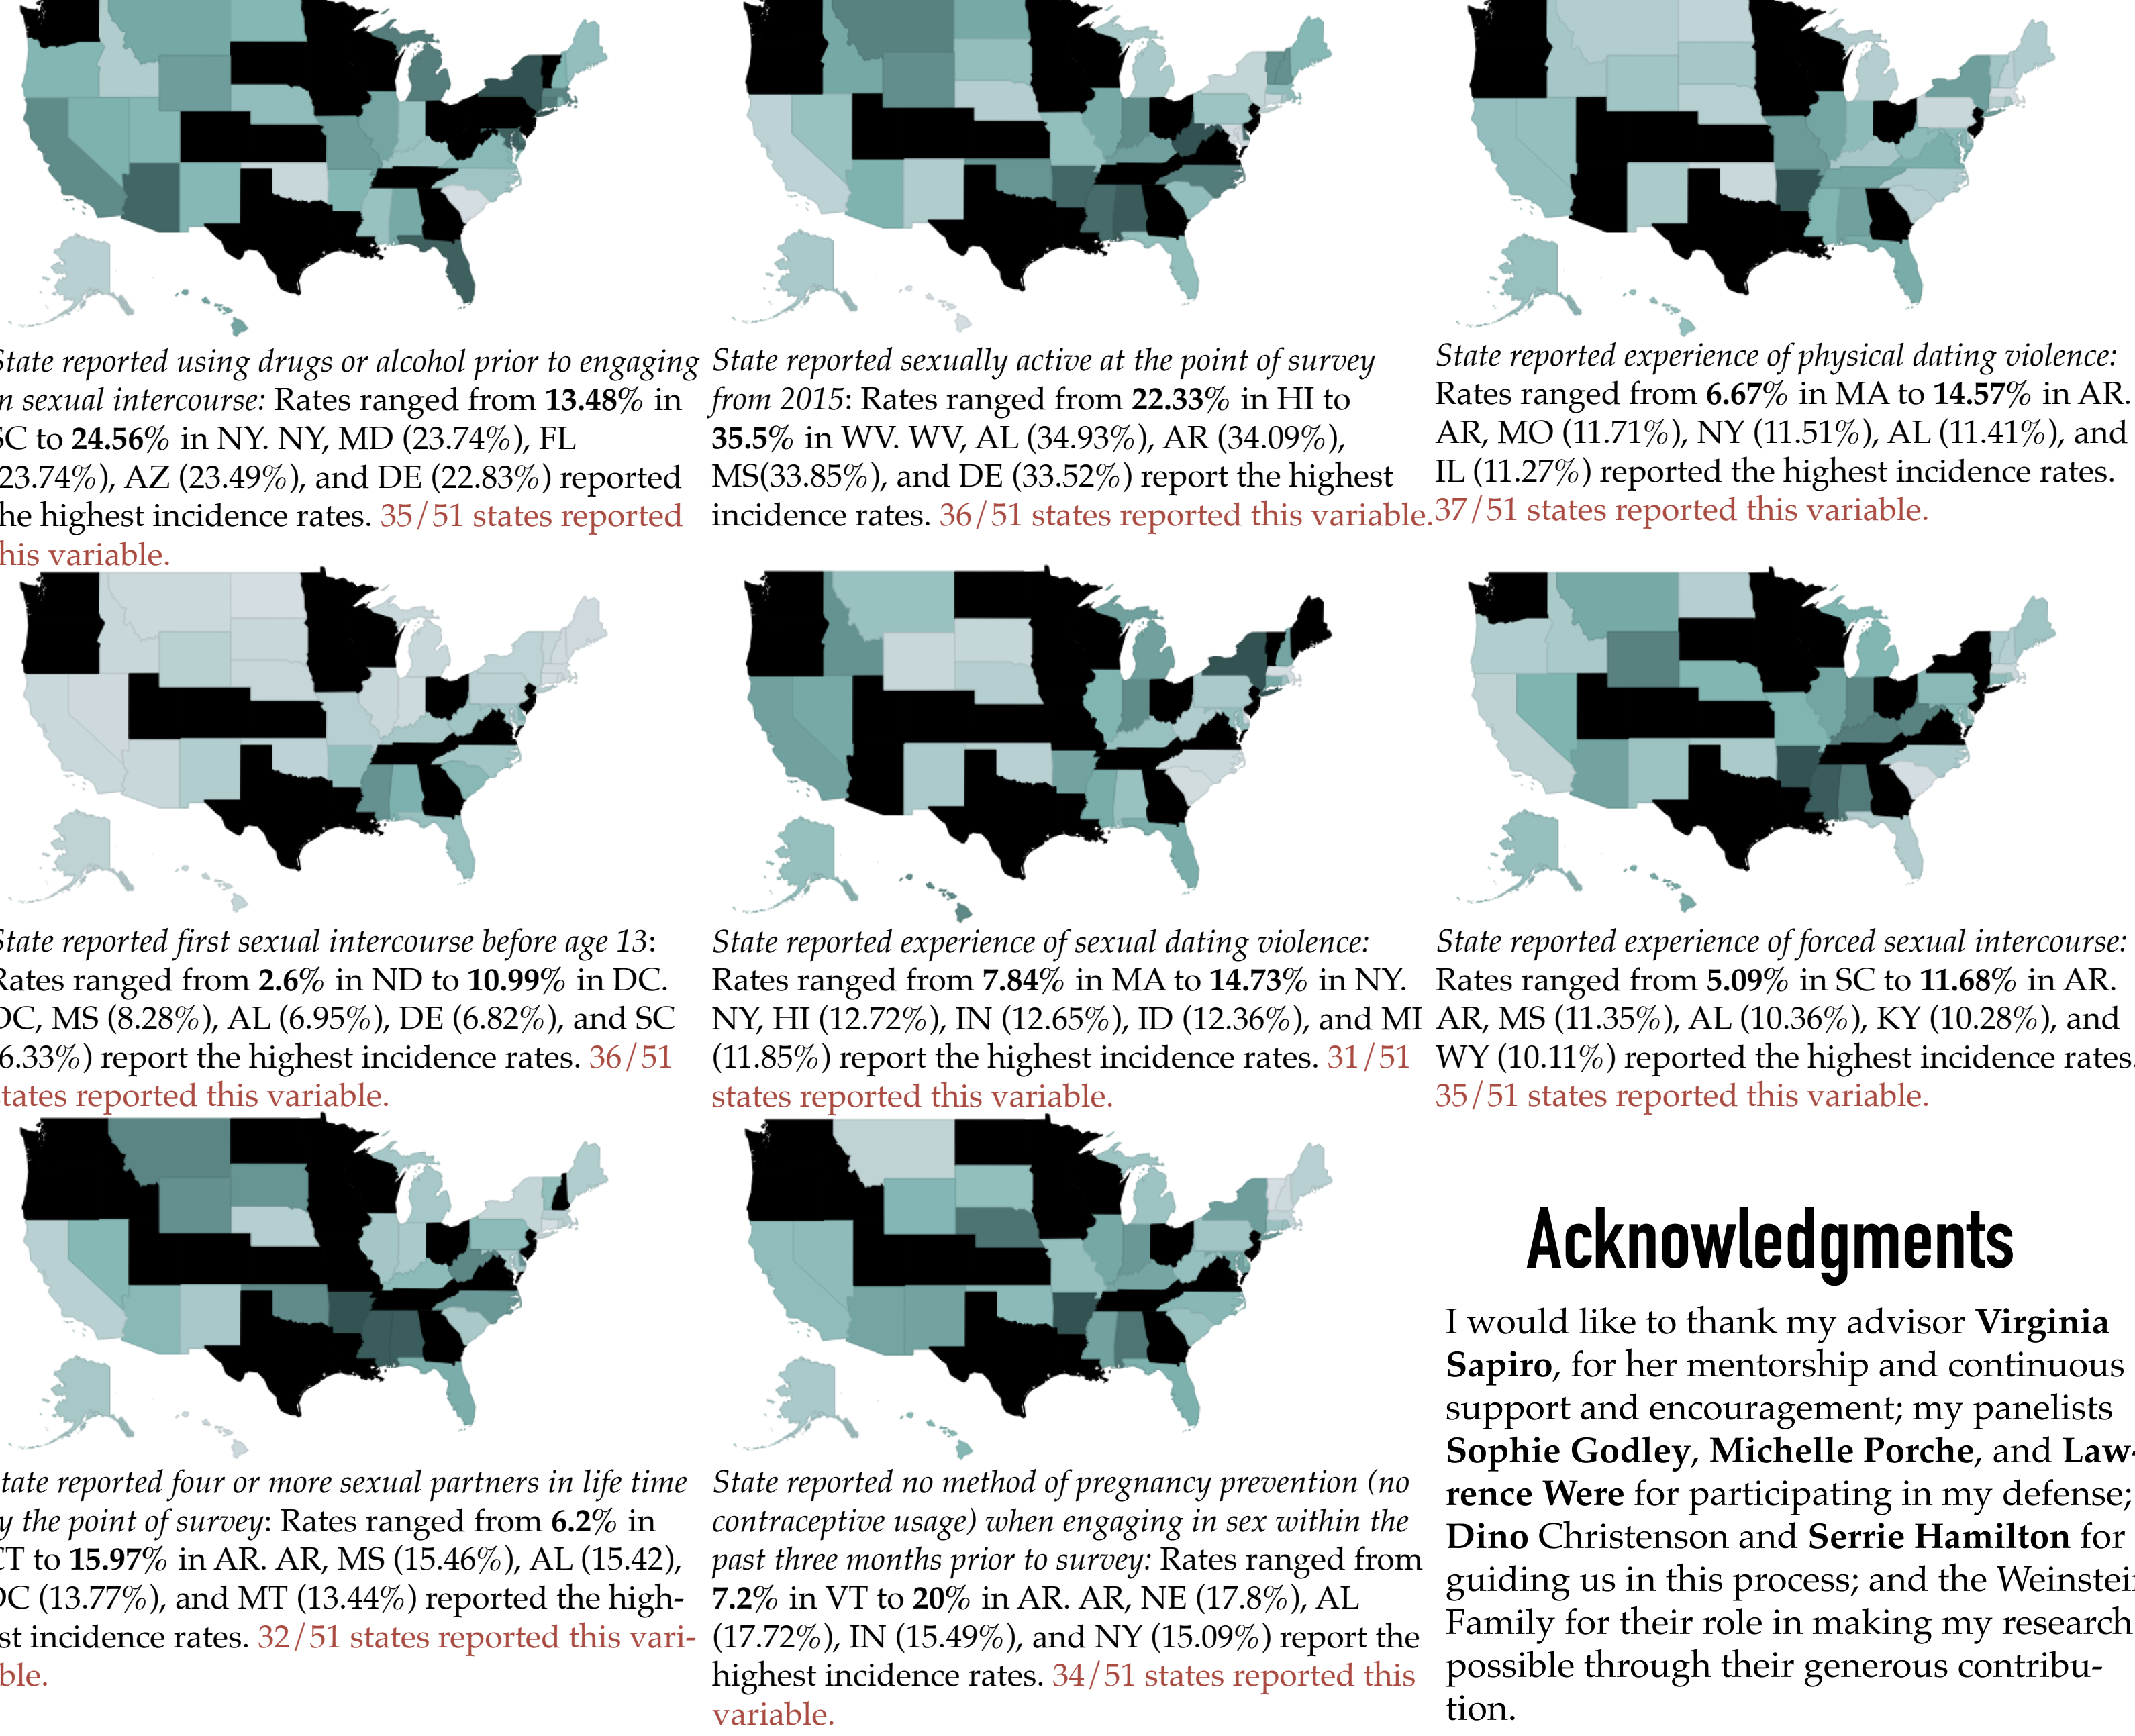 State reported using drugs or alcohol prior to engaging
n sexual intercourse: Rates ranged from 13.48% in
SC to 24.56% in NY. NY, MD (23.74%), FL
23.74%), AZ (23.49%), and DE (22.83%) reported
he highest incidence rates. 35/51 states reported
his variable.
State reported sexually active at the point of survey
from 2015: Rates ranged from 22.33% in HI to
35.5% in WV. WV, AL (34.93%), AR (34.09%),
MS(33.85%), and DE (33.52%) report the highest
incidence rates. 36/51 states reported this variable.
State reported experience of physical dating violence:
Rates ranged from 6.67% in MA to 14.57% in AR.
AR, MO (11.71%), NY (11.51%), AL (11.41%), and
IL (11.27%) reported the highest incidence rates.
37/51 states reported this variable.
State reported first sexual intercourse before age 13:
Rates ranged from 2.6% in ND to 10.99% in DC.
DC, MS (8.28%), AL (6.95%), DE (6.82%), and SC
6.33%) report the highest incidence rates. 36/51
tates reported this variable.
State reported experience of sexual dating violence:
Rates ranged from 7.84% in MA to 14.73% in NY.
NY, HI (12.72%), IN (12.65%), ID (12.36%), and MI
(11.85%) report the highest incidence rates. 31/51
states reported this variable.
State reported experience of forced sexual intercourse:
Rates ranged from 5.09% in SC to 11.68% in AR.
AR, MS (11.35%), AL (10.36%), KY (10.28%), and
WY (10.11%) reported the highest incidence rates.
35/51 states reported this variable.
tate reported four or more sexual partners in life time
y the point of survey: Rates ranged from 6.2% in
CT to 15.97% in AR. AR, MS (15.46%), AL (15.42),
DC (13.77%), and MT (13.44%) reported the high-
st incidence rates. 32/51 states reported this vari-
ble.
State reported no method of pregnancy prevention (no
contraceptive usage) when engaging in sex within the
past three months prior to survey: Rates ranged from
7.2% in VT to 20% in AR. AR, NE (17.8%), AL
(17.72%), IN (15.49%), and NY (15.09%) report the
highest incidence rates. 34/51 states reported this
variable.
Acknowledgments
I would like to thank my advisor Virginia
Sapiro, for her mentorship and continuous
support and encouragement; my panelists
Sophie Godley, Michelle Porche, and Law-
rence Were for participating in my defense;
Dino Christenson and Serrie Hamilton for
guiding us in this process; and the Weinstein
Family for their role in making my research
possible through their generous contribu-
tion.